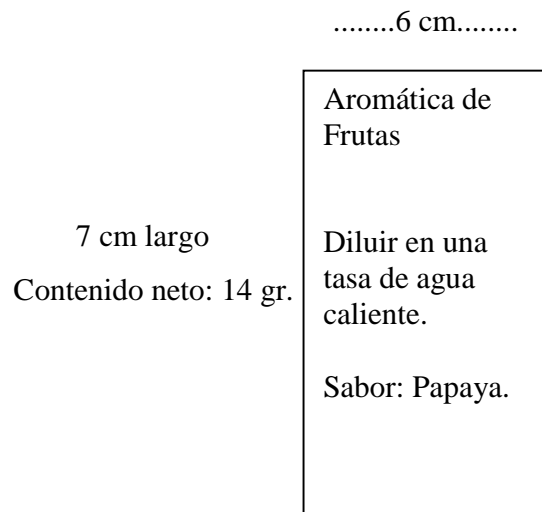 ........6 cm........
Aromática de
Frutas
7 cm largo
Contenido neto: 14 gr.
Diluir en una
tasa de agua
caliente.
Sabor: Papaya.